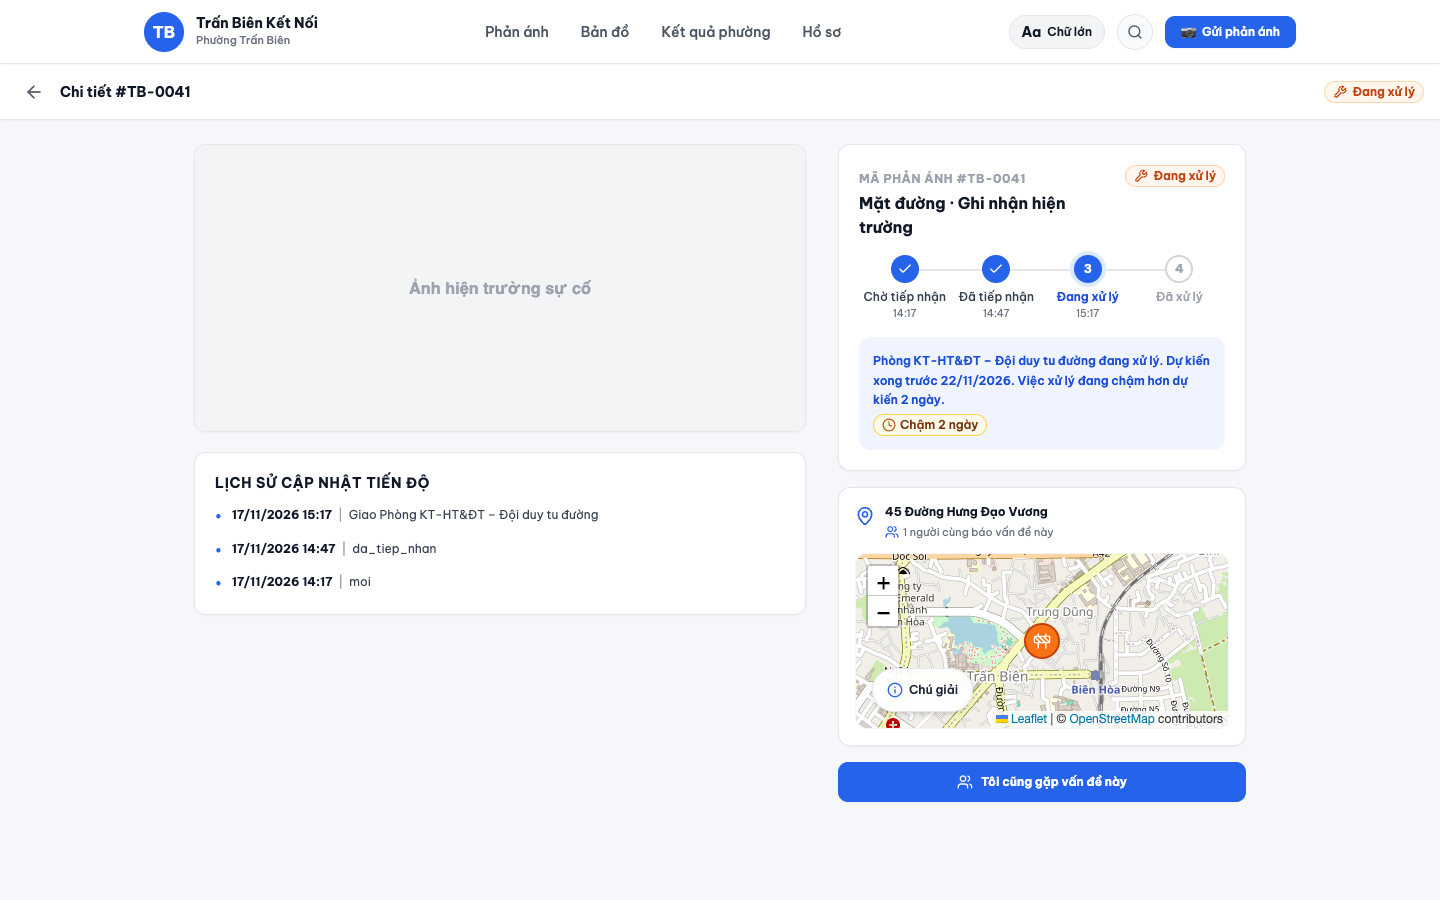 TB
Trấn Biên Kết Nối
Phường Trấn Biên
Phản ánh
Bản đồ
Kết quả phường
Hồ sơ
Aa Chữ lớn
Gửi phản ánh
Chi tiết #TB-0041
Đang xử lý
Ảnh hiện trường sự cố
LỊCH SỬ CẬP NHẬT TIẾN ĐỘ
17/11/2026 15:17 | Giao Phòng KT-HT&ĐT – Đội duy tu đường
17/11/2026 14:47 | da_tiep_nhan
17/11/2026 14:17 | moi
MÃ PHẢN ÁNH #TB-0041
Đang xử lý
Mặt đường · Ghi nhận hiện
trường
3
4
Chờ tiếp nhận
Đã tiếp nhận
Đang xử lý
Đã xử lý
14:17
14:47
15:17
Phòng KT-HT&ĐT – Đội duy tu đường đang xử lý. Dự kiến
xong trước 22/11/2026. Việc xử lý đang chậm hơn dự
kiến 2 ngày.
Chậm 2 ngày
45 Đường Hưng Đạo Vương
1 người cùng báo vấn đề này
+
−
Trung Dũng
Trấn Biên
Biên Hòa
Đường N9
Đường Số 10
Đường N5
Chú giải
Leaflet | © OpenStreetMap contributors
Tôi cũng gặp vấn đề này